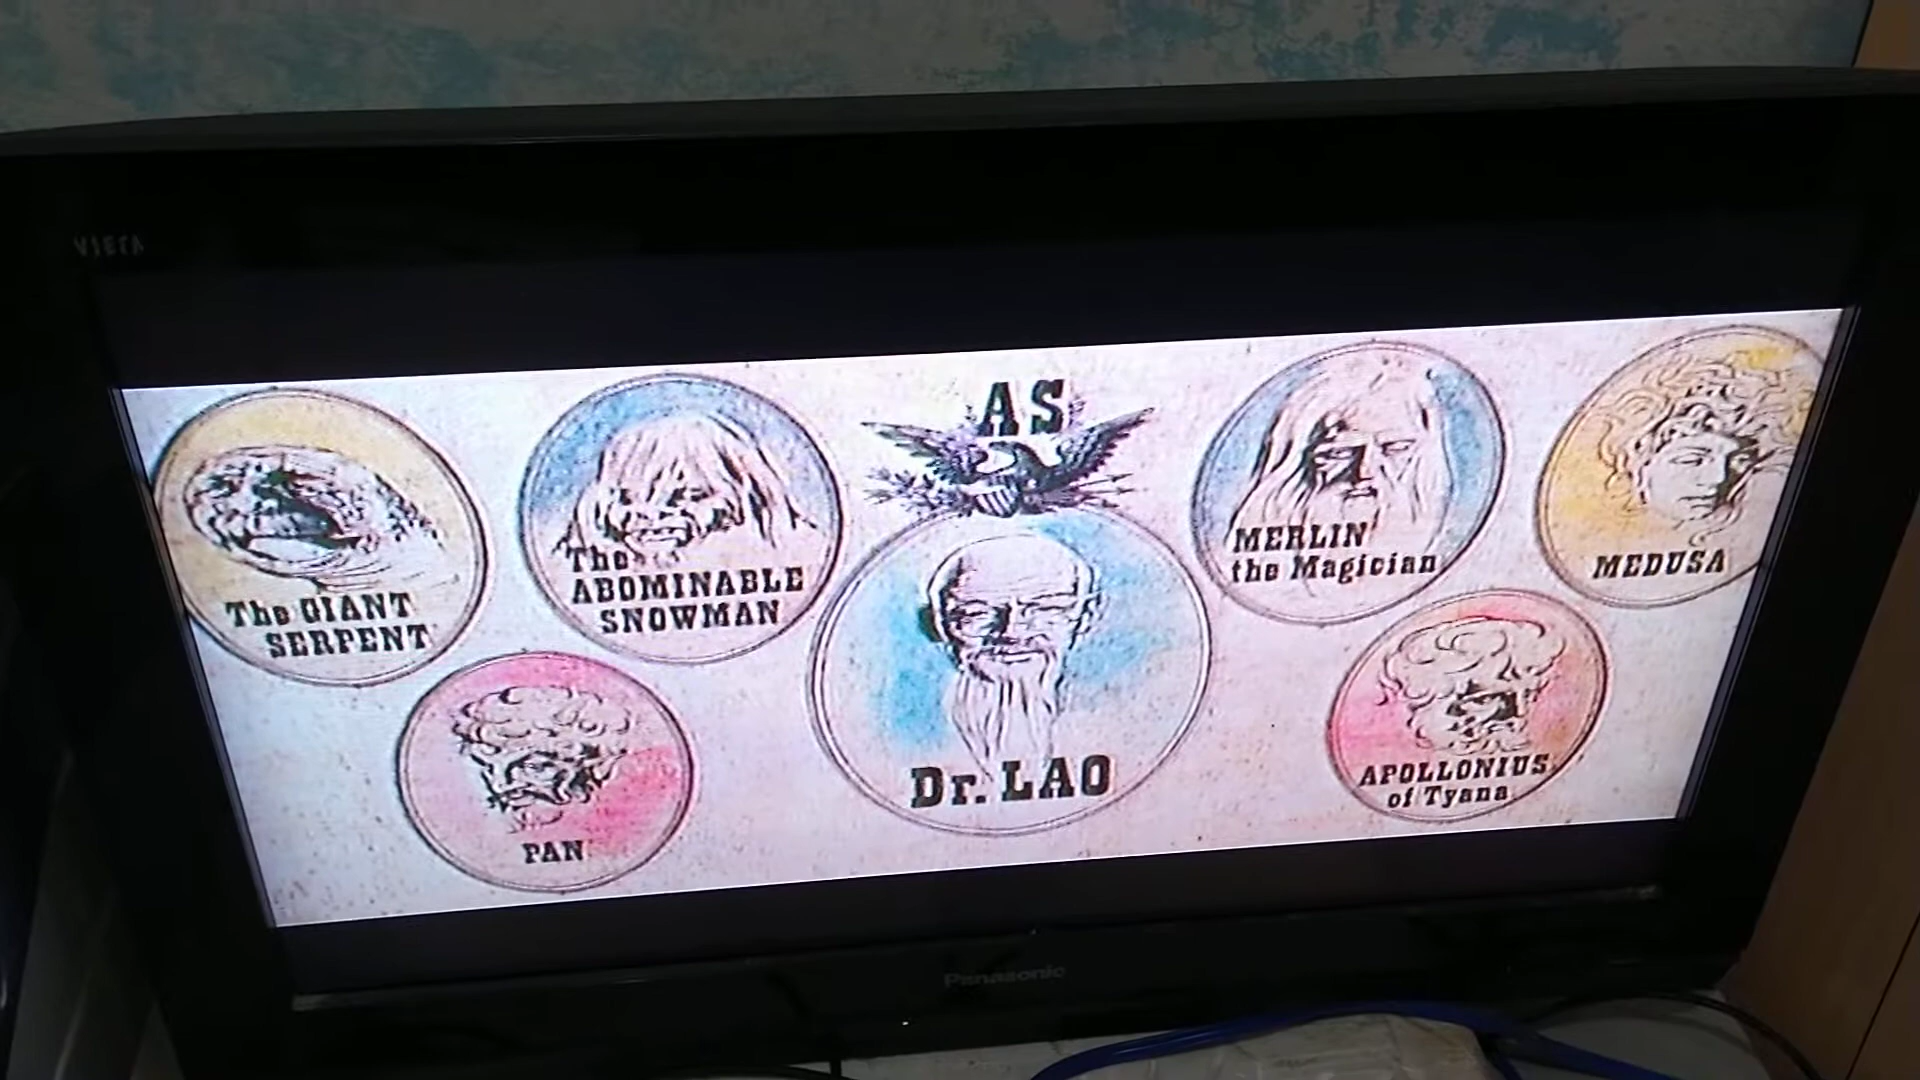 VIERA
AS
The GIANT
SERPENT
The
ABOMINABLE
SNOWMAN
MERLIN
the Magician
MEDUSA
PAN
Dr. LAO
APOLLONIUS
of Tyana
Panasonic